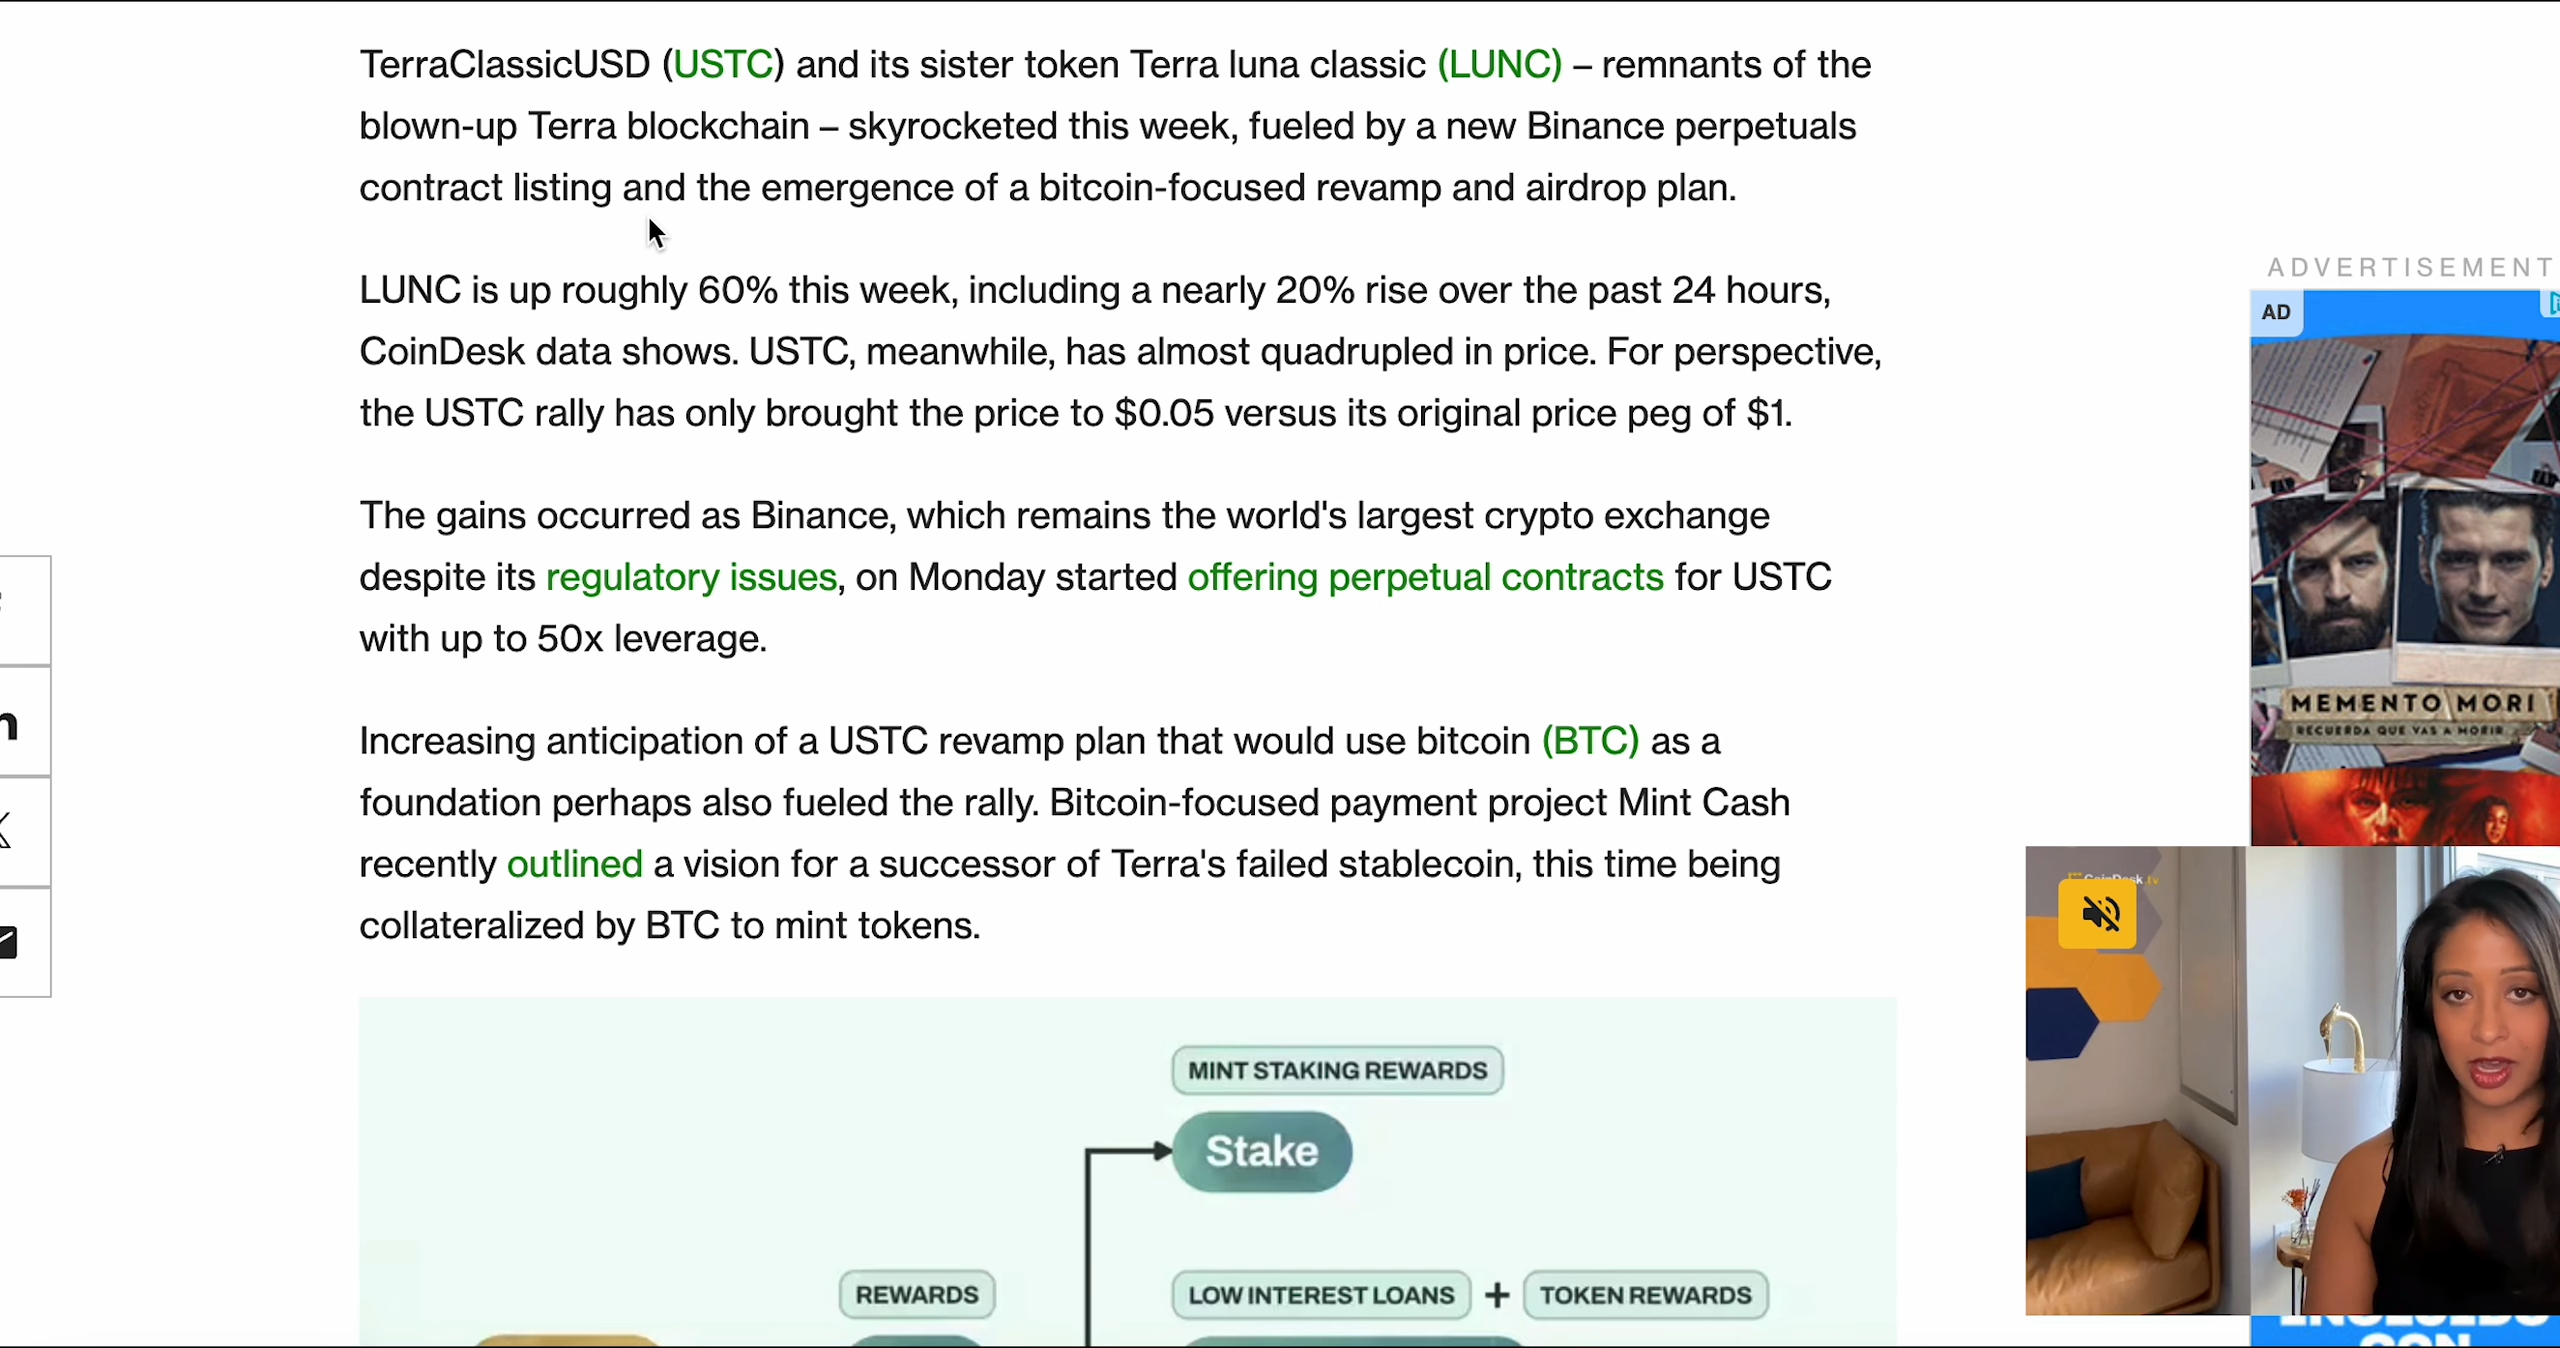 TerraClassicUSD (USTC) and its sister token Terra luna classic (LUNC) – remnants of the
blown-up Terra blockchain – skyrocketed this week, fueled by a new Binance perpetuals
contract listing and the emergence of a bitcoin-focused revamp and airdrop plan.
LUNC is up roughly 60% this week, including a nearly 20% rise over the past 24 hours,
CoinDesk data shows. USTC, meanwhile, has almost quadrupled in price. For perspective,
the USTC rally has only brought the price to $0.05 versus its original price peg of $1.
The gains occurred as Binance, which remains the world's largest crypto exchange
despite its regulatory issues, on Monday started offering perpetual contracts for USTC
with up to 50x leverage.
Increasing anticipation of a USTC revamp plan that would use bitcoin (BTC) as a
foundation perhaps also fueled the rally. Bitcoin-focused payment project Mint Cash
recently outlined a vision for a successor of Terra's failed stablecoin, this time being
collateralized by BTC to mint tokens.
MINT STAKING REWARDS
Stake
REWARDS
LOW INTEREST LOANS + TOKEN REWARDS
ADVERTISEMENT
AD
MEMENTO MORI
RECUERDA QUE VAS A MORIR